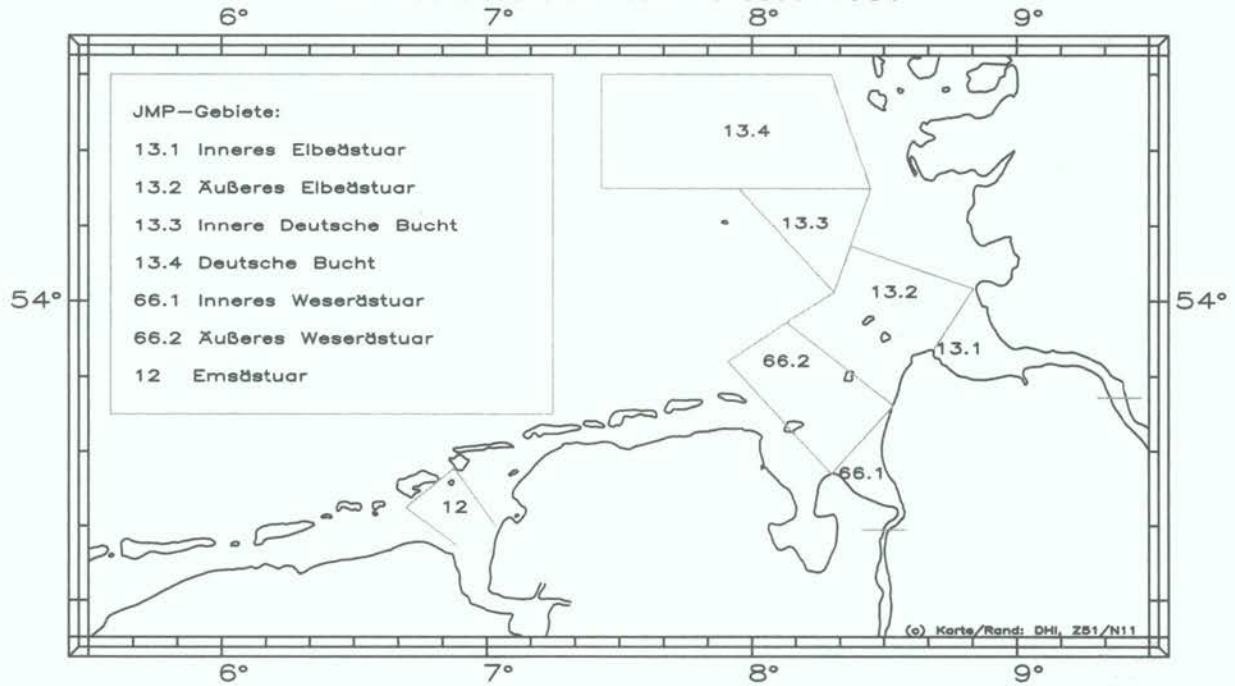 6° 7° 8° 9°
JMP-Gebiete:
13.1 Inneres Elbeästuar
13.2 Äußeres Elbeästuar
13.3 Innere Deutsche Bucht
13.4 Deutsche Bucht
66.1 Inneres Weserästuar
66.2 Äußeres Weserästuar
12 Emsästuar
13.4
13.3
54° 54°
13.2
13.1
66.2
66.1
12
(c) Karte/Rand: DHI, Z51/N11
6° 7° 8° 9°